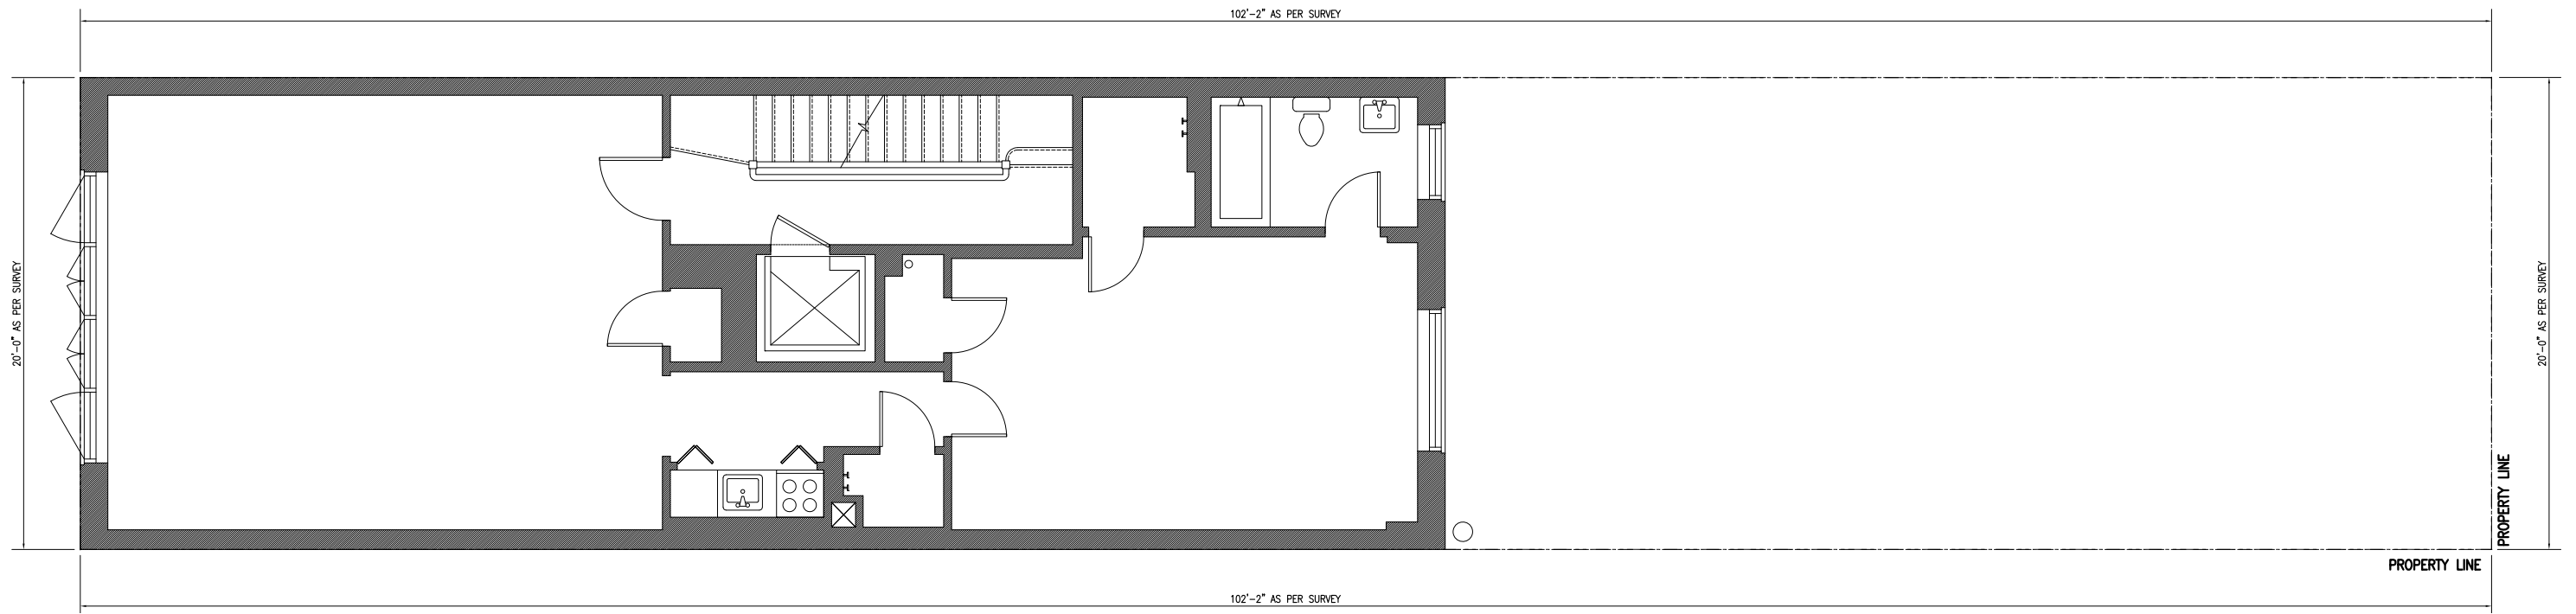 102'-2" AS PER SURVEY
20'-0" AS PER SURVEY
20'-0" AS PER SURVEY
PROPERTY LINE
PROPERTY LINE
102'-2" AS PER SURVEY